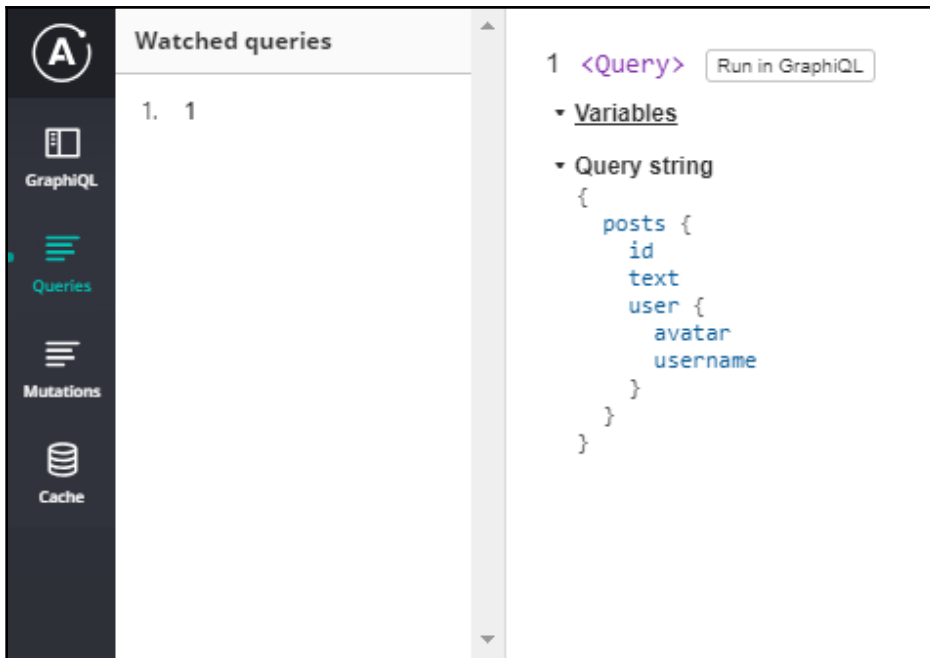 A
GraphiQL
Queries
Mutations
Cache
Watched queries
1. 1
1 <Query> Run in GraphiQL
▾ Variables
▾ Query string
{
  posts {
    id
    text
    user {
      avatar
      username
    }
  }
}